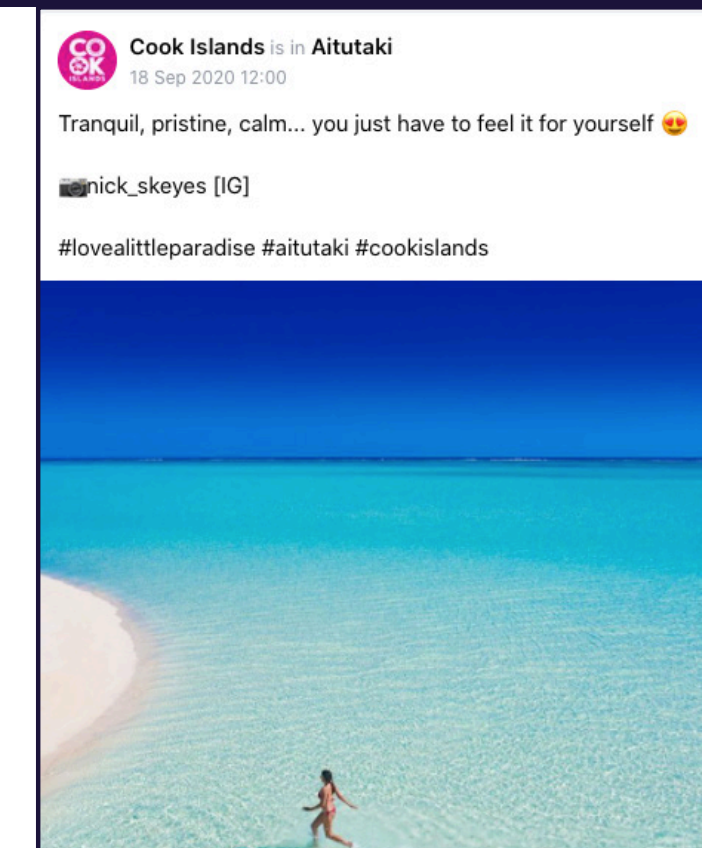 COOK ISLANDS
Cook Islands is in Aitutaki
18 Sep 2020 12:00
Tranquil, pristine, calm... you just have to feel it for yourself 😍
📷nick_skeyes [IG]
#lovealittleparadise #aitutaki #cookislands